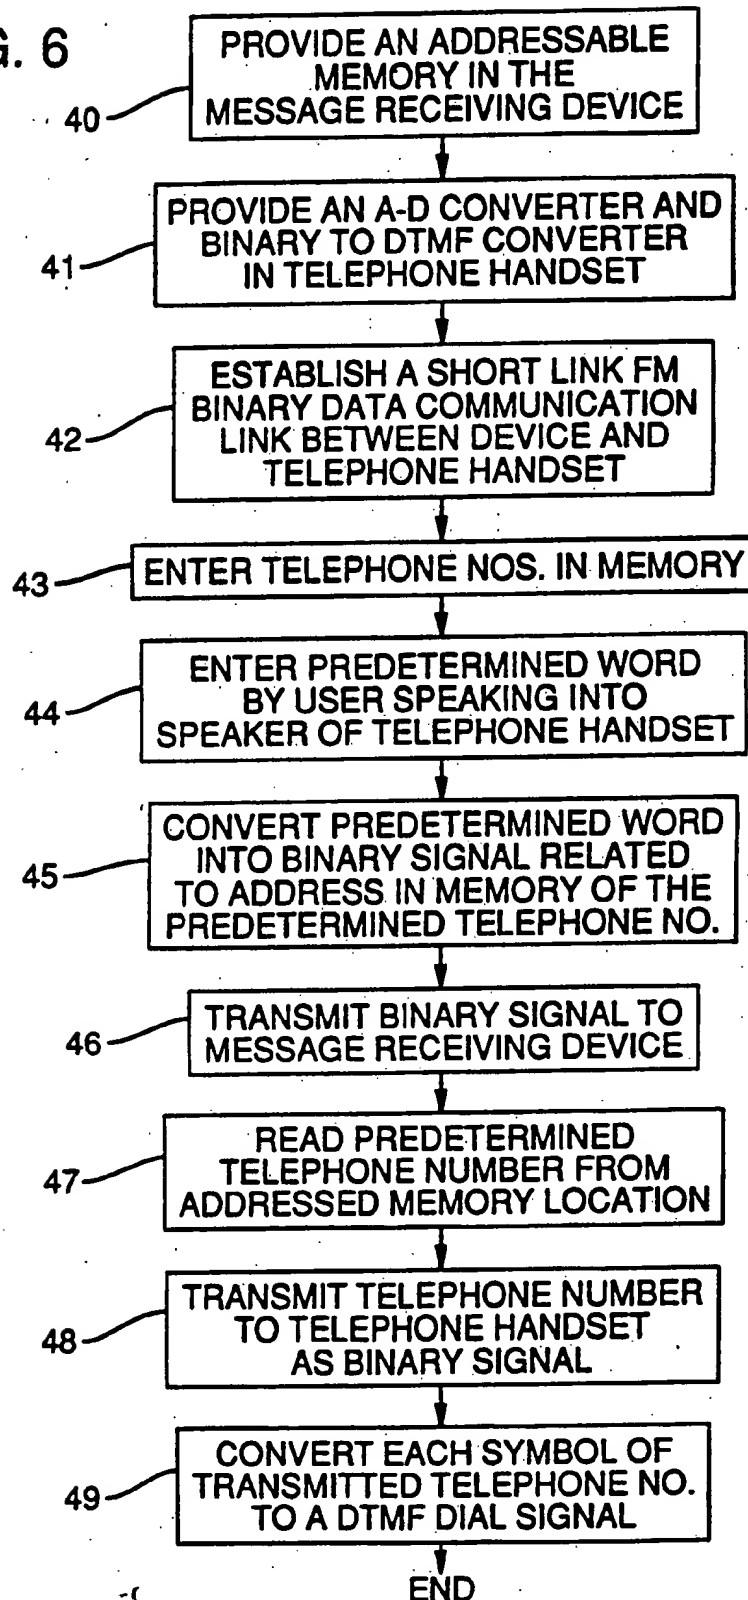 G. 6
PROVIDE AN ADDRESSABLE
MEMORY IN THE
MESSAGE RECEIVING DEVICE
40
PROVIDE AN A-D CONVERTER AND
BINARY TO DTMF CONVERTER
IN TELEPHONE HANDSET
41
ESTABLISH A SHORT LINK FM
BINARY DATA COMMUNICATION
LINK BETWEEN DEVICE AND
TELEPHONE HANDSET
42
ENTER TELEPHONE NOS. IN MEMORY
43
ENTER PREDETERMINED WORD
BY USER SPEAKING INTO
SPEAKER OF TELEPHONE HANDSET
44
CONVERT PREDETERMINED WORD
INTO BINARY SIGNAL RELATED
TO ADDRESS IN MEMORY OF THE
PREDETERMINED TELEPHONE NO.
45
TRANSMIT BINARY SIGNAL TO
MESSAGE RECEIVING DEVICE
46
READ PREDETERMINED
TELEPHONE NUMBER FROM
ADDRESSED MEMORY LOCATION
47
TRANSMIT TELEPHONE NUMBER
TO TELEPHONE HANDSET
AS BINARY SIGNAL
48
CONVERT EACH SYMBOL OF
TRANSMITTED TELEPHONE NO.
TO A DTMF DIAL SIGNAL
49
END